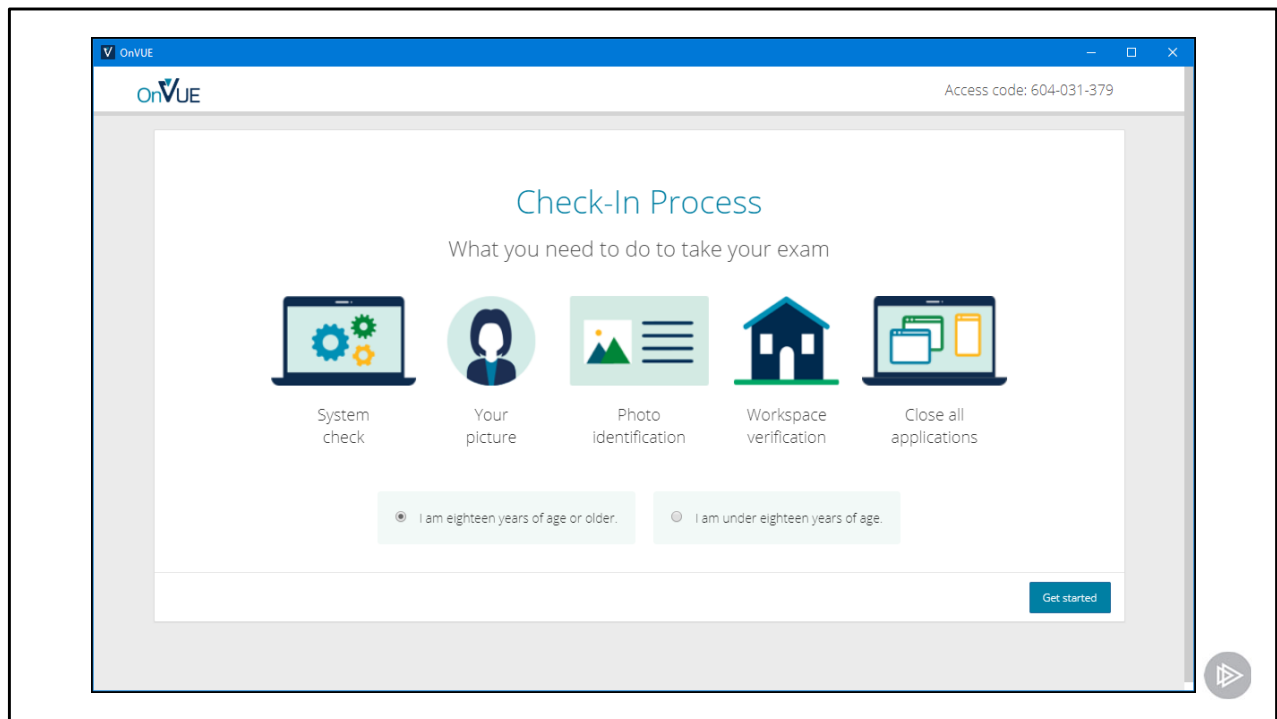 OnVUE
OnVUE
Access code: 604-031-379
Check-In Process
What you need to do to take your exam
System
check
Your
picture
Photo
identification
Workspace
verification
Close all
applications
I am eighteen years of age or older.
I am under eighteen years of age.
Get started